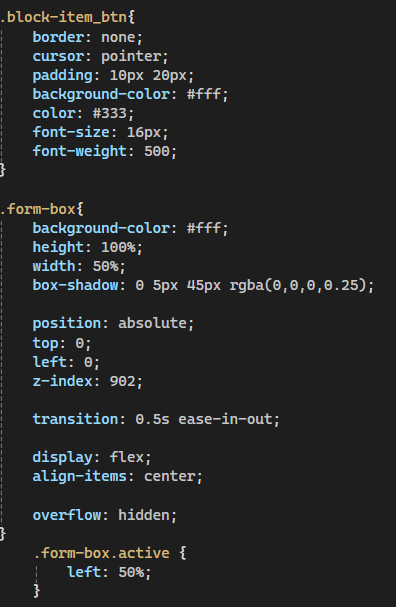 .block-item_btn{
    border: none;
    cursor: pointer;
    padding: 10px 20px;
    background-color: #fff;
    color: #333;
    font-size: 16px;
    font-weight: 500;
}

.form-box{
    background-color: #fff;
    height: 100%;
    width: 50%;
    box-shadow: 0 5px 45px rgba(0,0,0,0.25);

    position: absolute;
    top: 0;
    left: 0;
    z-index: 902;

    transition: 0.5s ease-in-out;

    display: flex;
    align-items: center;

    overflow: hidden;
}
    .form-box.active {
        left: 50%;
    }